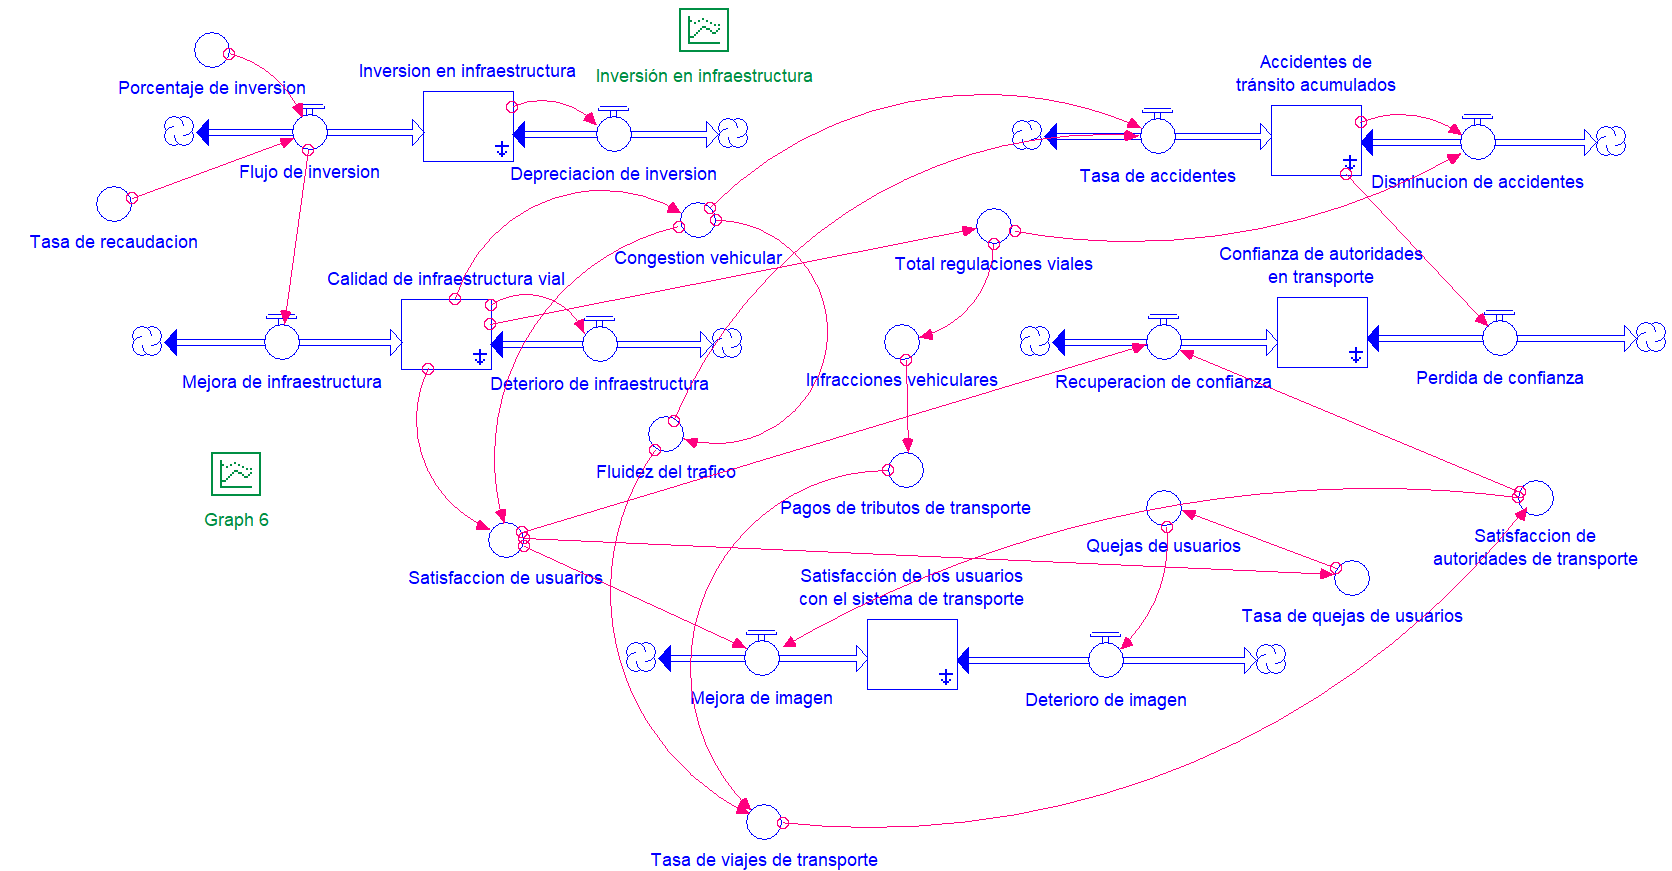 Inversion en infraestructura
Inversión en infraestructura
Porcentaje de inversion
Accidentes de
tránsito acumulados
Flujo de inversion
Depreciacion de inversion
Tasa de accidentes
Disminucion de accidentes
Tasa de recaudacion
Congestion vehicular
Total regulaciones viales
Confianza de autoridades
en transporte
Calidad de infraestructura vial
Mejora de infraestructura
Deterioro de infraestructura
Infracciones vehiculares
Recuperacion de confianza
Perdida de confianza
Fluidez del trafico
Graph 6
Pagos de tributos de transporte
Quejas de usuarios
Satisfaccion de
autoridades de transporte
Satisfaccion de usuarios
Satisfacción de los usuarios
con el sistema de transporte
Tasa de quejas de usuarios
Mejora de imagen
Deterioro de imagen
Tasa de viajes de transporte